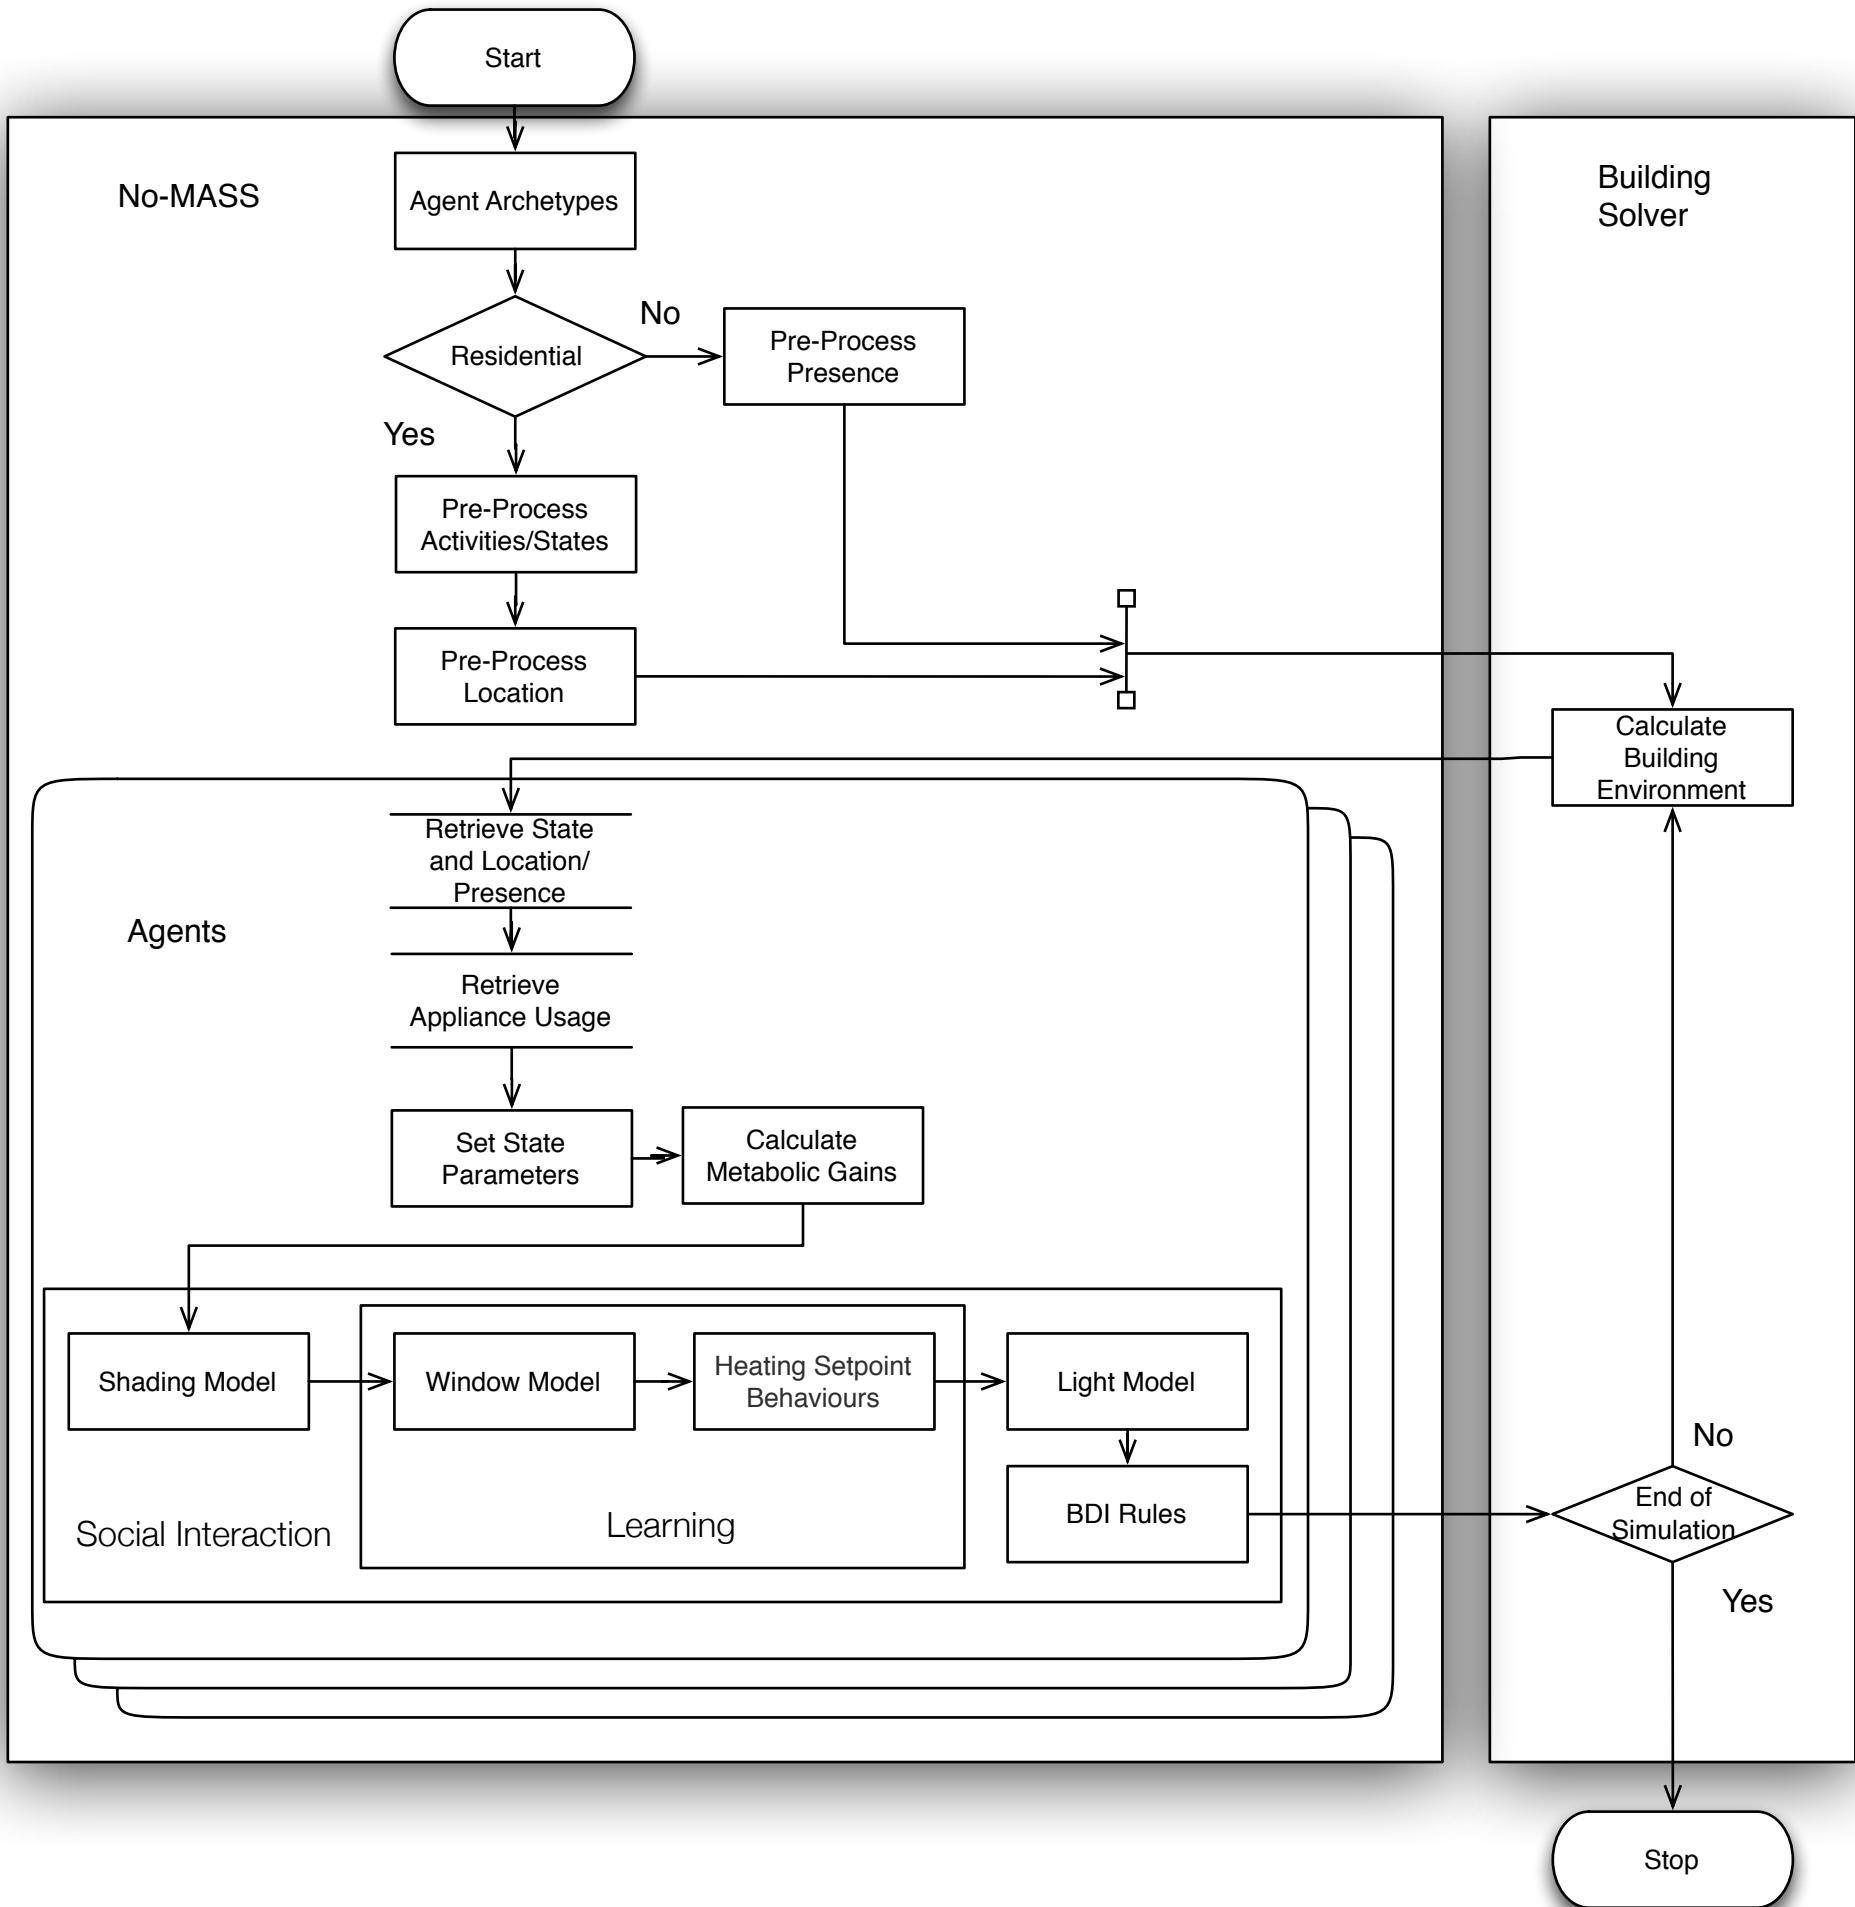 Start
No-MASS
Building
Solver
Agent Archetypes
Residential
No
Pre-Process
Presence
Yes
Pre-Process
Activities/States
Pre-Process
Location
Calculate
Building
Environment
Retrieve State
and Location/
Presence
Agents
Retrieve
Appliance Usage
Set State
Parameters
Calculate
Metabolic Gains
Shading Model
Window Model
Heating Setpoint
Behaviours
Light Model
BDI Rules
Social Interaction
Learning
No
End of
Simulation
Yes
Stop